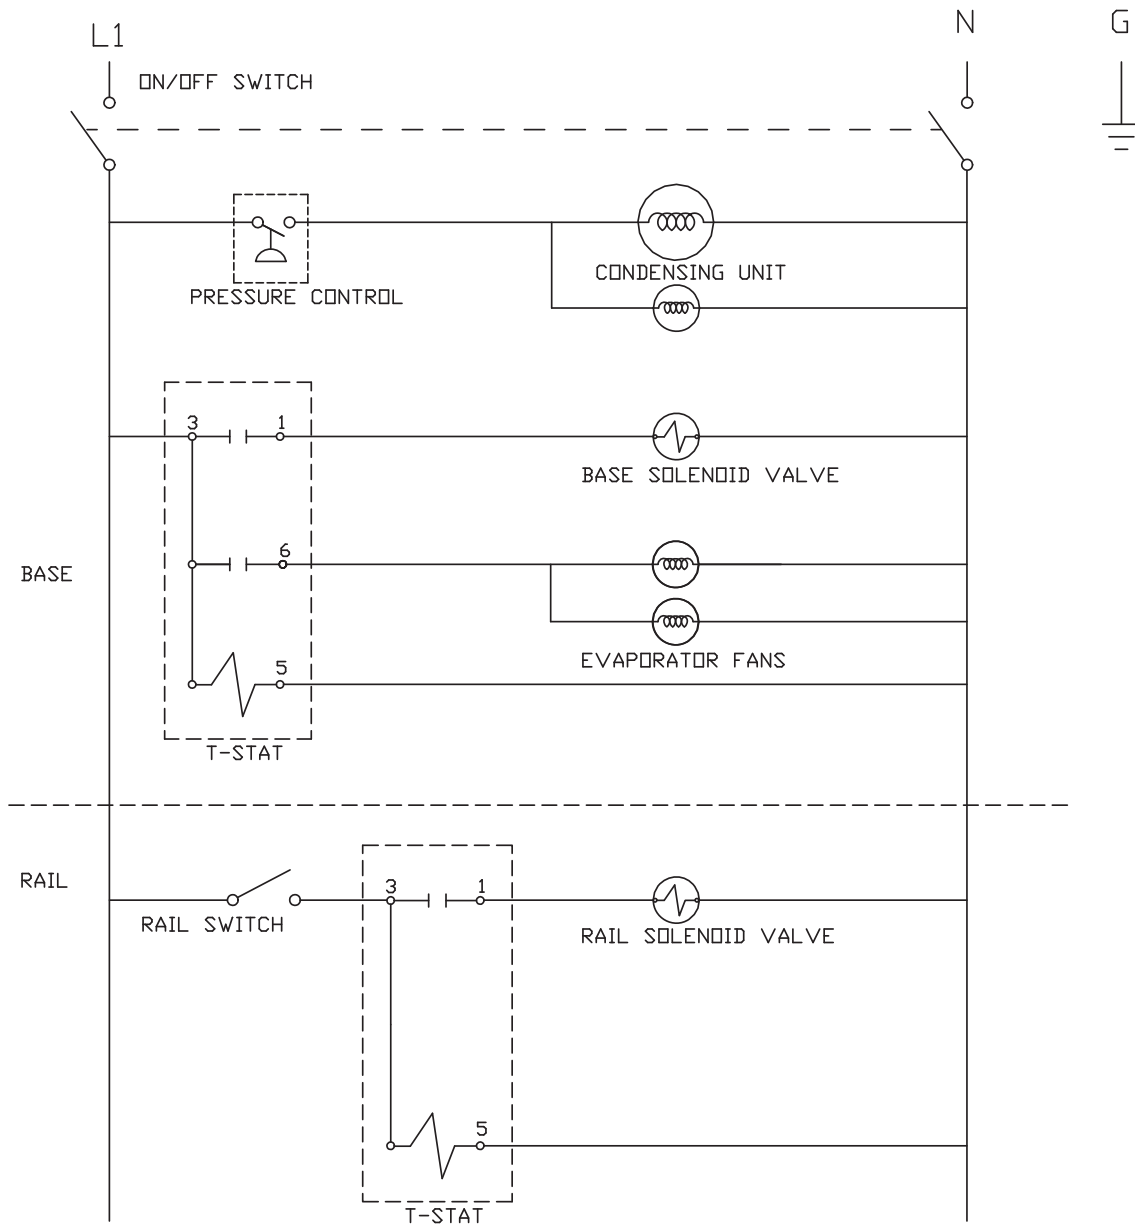 L1 N G
ON/OFF SWITCH
CONDENSING UNIT
PRESSURE CONTROL
3 1
BASE SOLENOID VALVE
6
BASE
EVAPORATOR FANS
5
T-STAT
RAIL
3 1
RAIL SWITCH
RAIL SOLENOID VALVE
5
T-STAT